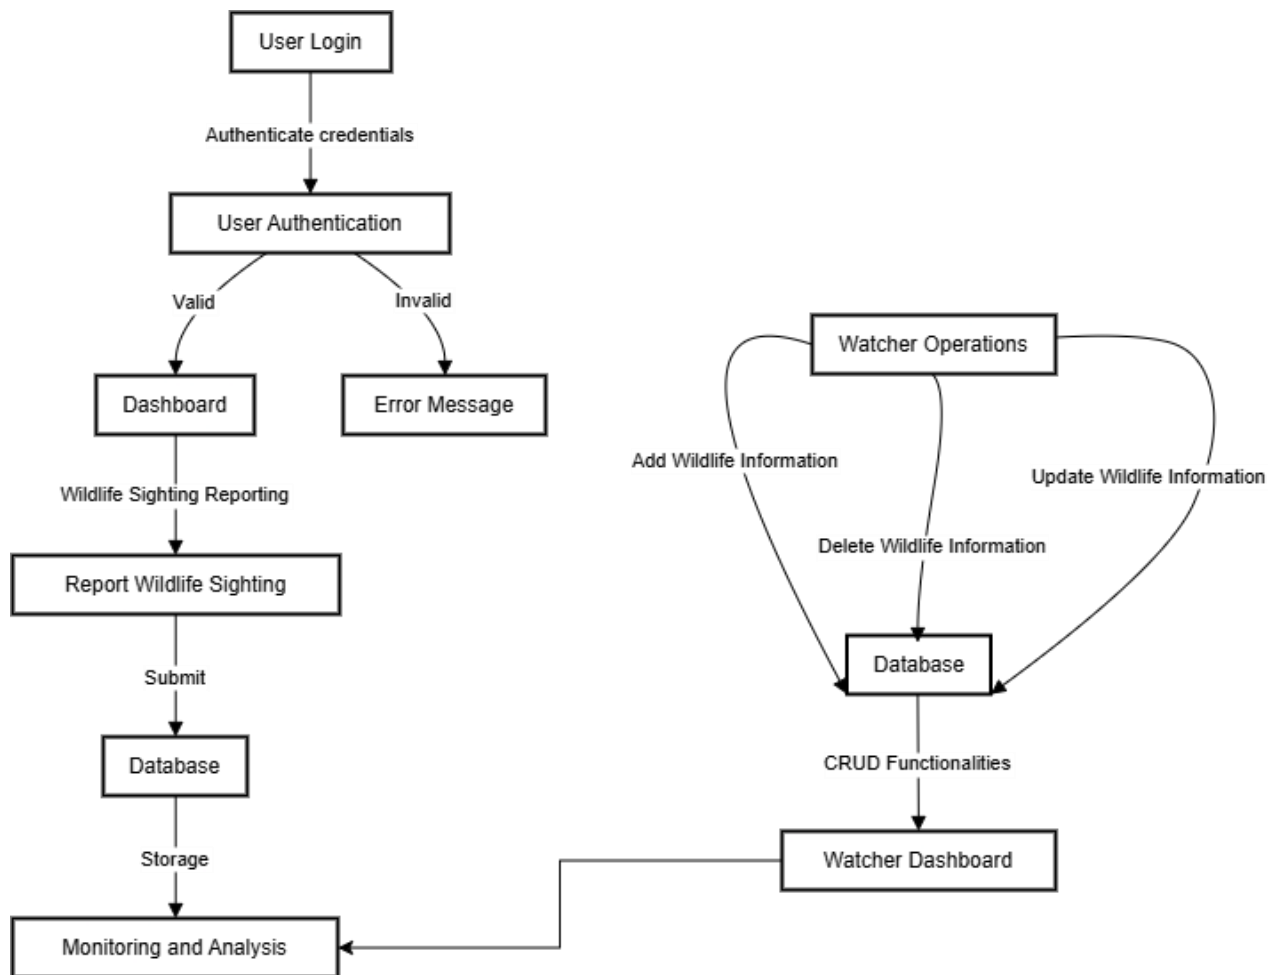 User Login
Authenticate credentials
User Authentication
Valid
Invalid
Dashboard
Error Message
Wildlife Sighting Reporting
Report Wildlife Sighting
Submit
Database
Storage
Monitoring and Analysis
Watcher Operations
Add Wildlife Information
Update Wildlife Information
Delete Wildlife Information
Database
CRUD Functionalities
Watcher Dashboard